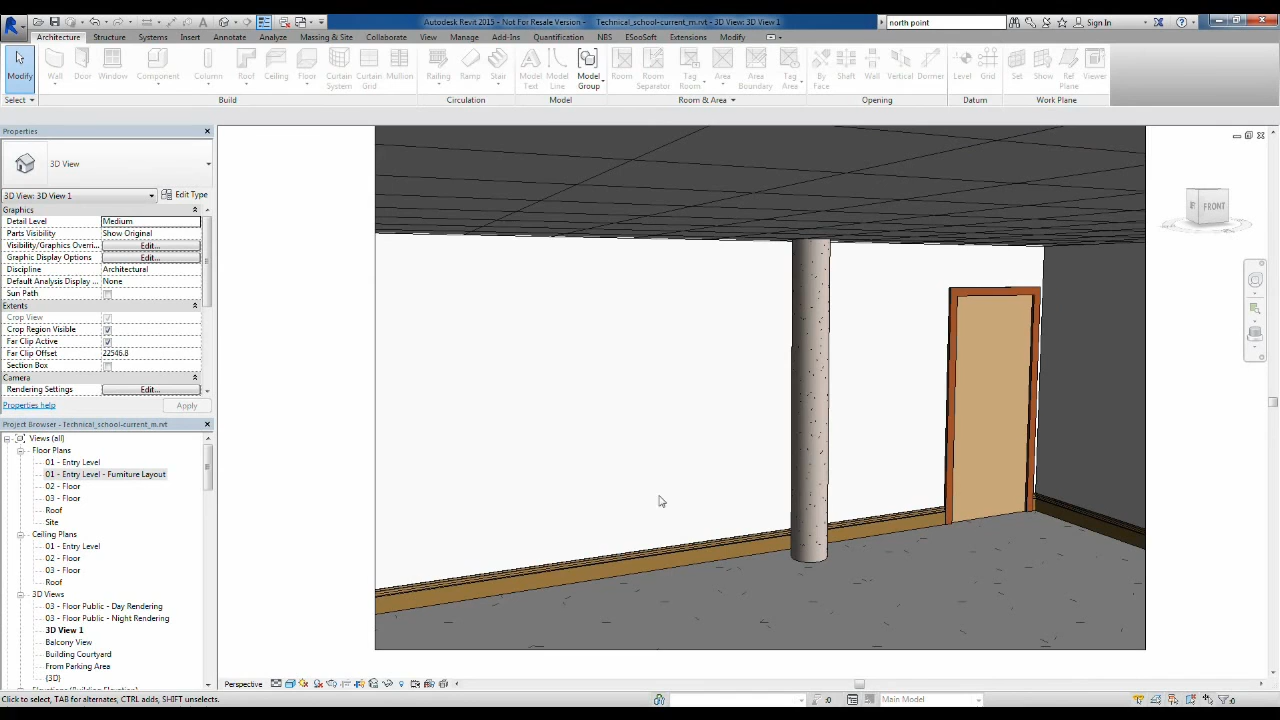 Autodesk Revit 2015 - Not For Resale Version - Technical_school-current_m.rvt - 3D View: 3D View 1
north point
Sign In
Architecture Structure Systems Insert Annotate Analyze Massing & Site Collaborate View Manage Add-Ins Quantification NBS ESooSoft Extensions Modify
Modify Wall Door Window Component Column Roof Ceiling Floor Curtain System Curtain Grid Mullion Railing Ramp Stair Model Text Model Line Model Group Room Room Separator Tag Room Area Area Boundary Tag Area By Face Shaft Wall Vertical Dormer Level Grid Set Show Ref Plane Viewer
Select Build Circulation Model Room & Area Opening Datum Work Plane
Properties
3D View
3D View: 3D View 1 Edit Type
Graphics
Detail Level Medium
Parts Visibility Show Original
Visibility/Graphics Overri... Edit...
Graphic Display Options Edit...
Discipline Architectural
Default Analysis Display ... None
Sun Path
Extents
Crop View
Crop Region Visible
Far Clip Active
Far Clip Offset 22546.8
Section Box
Camera
Rendering Settings Edit...
Properties help Apply
Project Browser - Technical_school-current_m.rvt
Views (all)
Floor Plans
01 - Entry Level
01 - Entry Level - Furniture Layout
02 - Floor
03 - Floor
Roof
Site
Ceiling Plans
01 - Entry Level
02 - Floor
03 - Floor
Roof
3D Views
03 - Floor Public - Day Rendering
03 - Floor Public - Night Rendering
3D View 1
Balcony View
Building Courtyard
From Parking Area
{3D}
FRONT
Perspective
Click to select, TAB for alternates, CTRL adds, SHIFT unselects.
:0
Main Model
:0